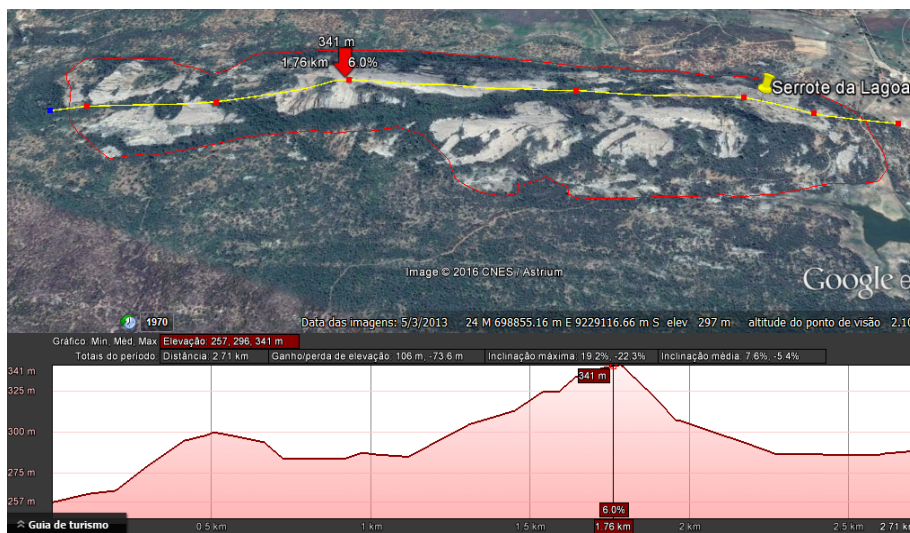 341 m
1.76 km 6.0%
Serrote da Lagoa
Image © 2016 CNES / Astrium
Google e
1970
Data das imagens: 5/3/2013 24 M 698855.16 m E 9229116.66 m S elev 297 m altitude do ponto de visão 2.10
Gráfico: Min, Méd, Max Elevação: 257, 296, 341 m
Totais do período: Distância: 2.71 km Ganho/perda de elevação: 106 m, -73.6 m Inclinação máxima: 19.2%, -22.3% Inclinação média: 7.6%, -5.4%
341 m
341 m
325 m
300 m
275 m
257 m
6.0%
Guia de turismo
0.5 km 1 km 1.5 km 1.76 km 2 km 2.5 km 2.71 k